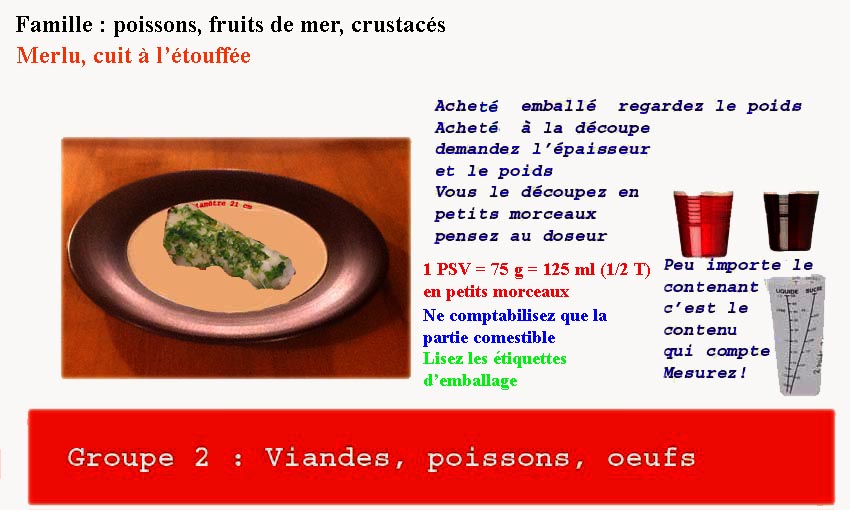 Famille : poissons, fruits de mer, crustacés
Merlu, cuit à l’étouffée
Acheté emballé regardez le poids
Acheté à la découpe
demandez l’épaisseur
et le poids
Vous le découpez en
petits morceaux
pensez au doseur
diamètre 21 cm
1 PSV = 75 g = 125 ml (1/2 T)
en petits morceaux
Ne comptabilisez que la
partie comestible
Lisez les étiquettes
d’emballage
Peu importe le
contenant
c’est le
contenu
qui compte
Mesurez!
LIQUIDE SUCRE
Groupe 2 : Viandes, poissons, oeufs